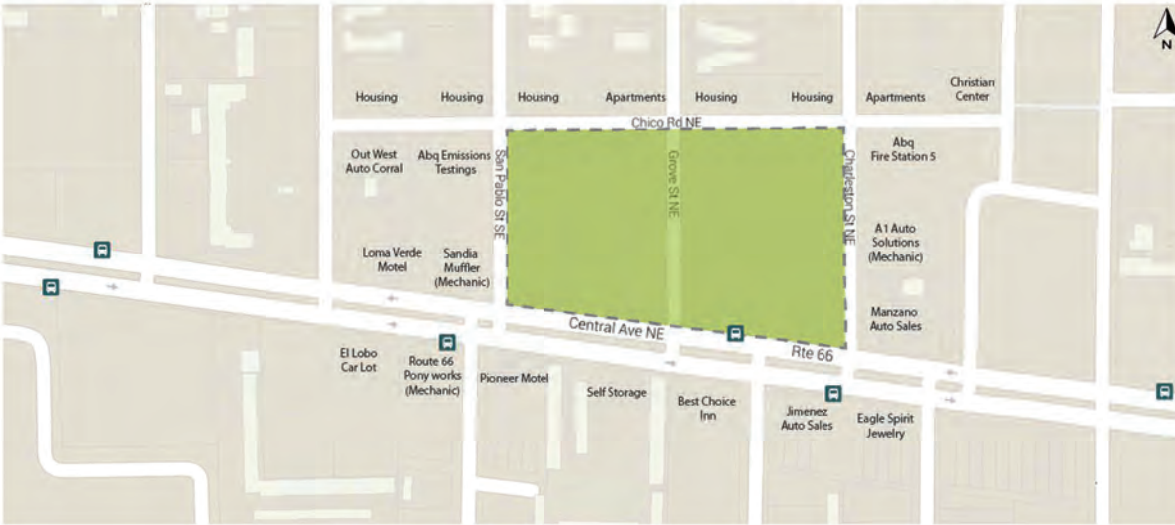 N
Christian
Center
Housing
Housing
Housing
Apartments
Housing
Housing
Apartments
Chico Rd NE
Out West
Auto Corral
Abq Emissions
Testings
San Pablo St SE
Grove St NE
Charleston St NE
Abq
Fire Station 5
A1 Auto
Solutions
(Mechanic)
Loma Verde
Motel
Sandia
Muffler
(Mechanic)
Manzano
Auto Sales
Central Ave NE
Rte 66
El Lobo
Car Lot
Route 66
Pony works
(Mechanic)
Pioneer Motel
Self Storage
Best Choice
Inn
Jimenez
Auto Sales
Eagle Spirit
Jewelry